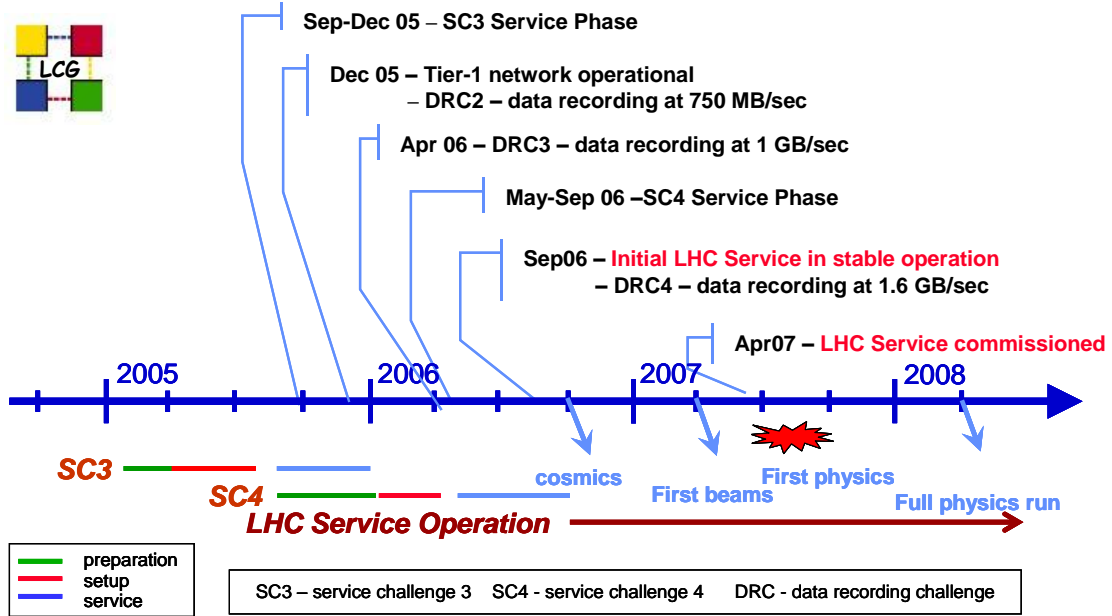 LCG
Sep-Dec 05 – SC3 Service Phase
Dec 05 – Tier-1 network operational
– DRC2 – data recording at 750 MB/sec
Apr 06 – DRC3 – data recording at 1 GB/sec
May-Sep 06 –SC4 Service Phase
Sep06 – Initial LHC Service in stable operation
– DRC4 – data recording at 1.6 GB/sec
Apr07 – LHC Service commissioned
2005 2006 2007 2008
SC3
cosmics
First physics
SC4
First beams
Full physics run
LHC Service Operation
preparation
setup
service
SC3 – service challenge 3 SC4 - service challenge 4 DRC - data recording challenge